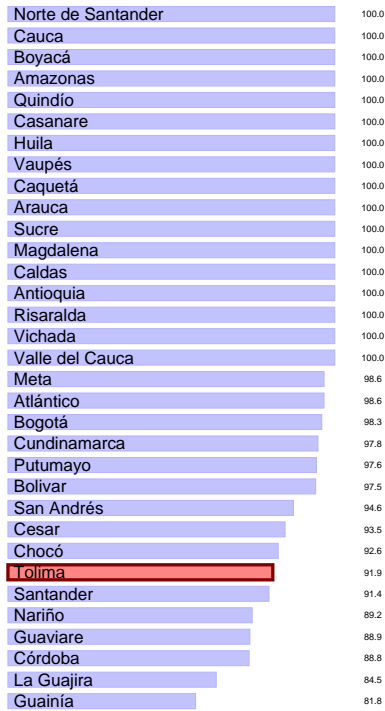 Norte de Santander 100.0
Cauca 100.0
Boyacá 100.0
Amazonas 100.0
Quindío 100.0
Casanare 100.0
Huila 100.0
Vaupés 100.0
Caquetá 100.0
Arauca 100.0
Sucre 100.0
Magdalena 100.0
Caldas 100.0
Antioquia 100.0
Risaralda 100.0
Vichada 100.0
Valle del Cauca 100.0
Meta 98.6
Atlántico 98.6
Bogotá 98.3
Cundinamarca 97.8
Putumayo 97.6
Bolivar 97.5
San Andrés 94.6
Cesar 93.5
Chocó 92.6
Tolima 91.9
Santander 91.4
Nariño 89.2
Guaviare 88.9
Córdoba 88.8
La Guajira 84.5
Guainía 81.8